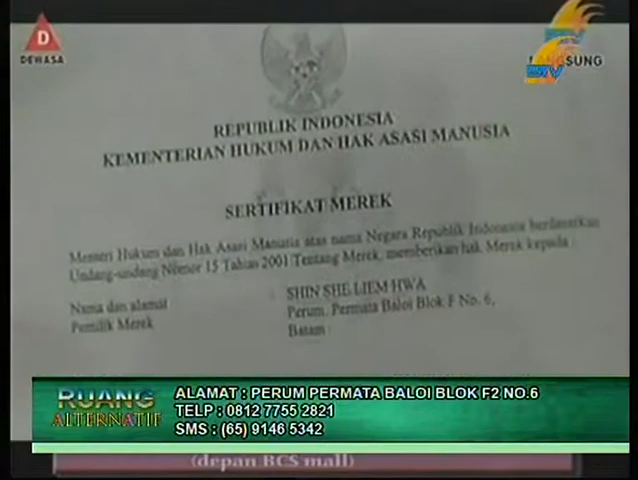 D
DEWASA
LANGSUNG
BTV
REPUBLIK INDONESIA
KEMENTERIAN HUKUM DAN HAK ASASI MANUSIA
SERTIFIKAT MEREK
Menteri Hukum dan Hak Asasi Manusia atas nama Negara Republik Indonesia berdasarkan
Undang-undang Nomor 15 Tahun 2001 Tentang Merek, memberikan hak Merek kepada :
Nama dan alamat
Pemilik Merek
SHIN SHE LIEM HWA
Perum. Permata Baloi Blok F No. 6,
Batam
RUANG
ALTERNATIF
ALAMAT : PERUM PERMATA BALOI BLOK F2 NO.6
TELP : 0812 7755 2821
SMS : (65) 9146 5342
(depan BCS mall)